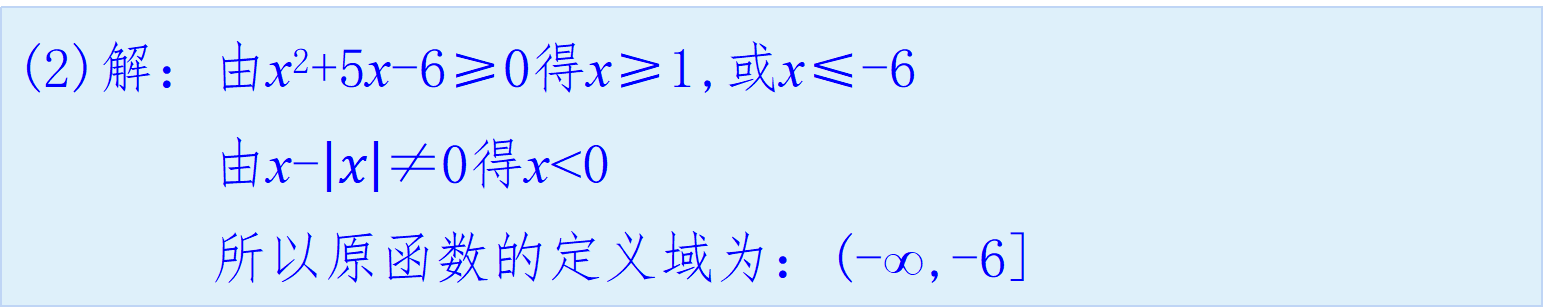 (2)解：由x²+5x-6≥0得x≥1,或x≤-6
由x-|x|≠0得x<0
所以原函数的定义域为：(-∞,-6]